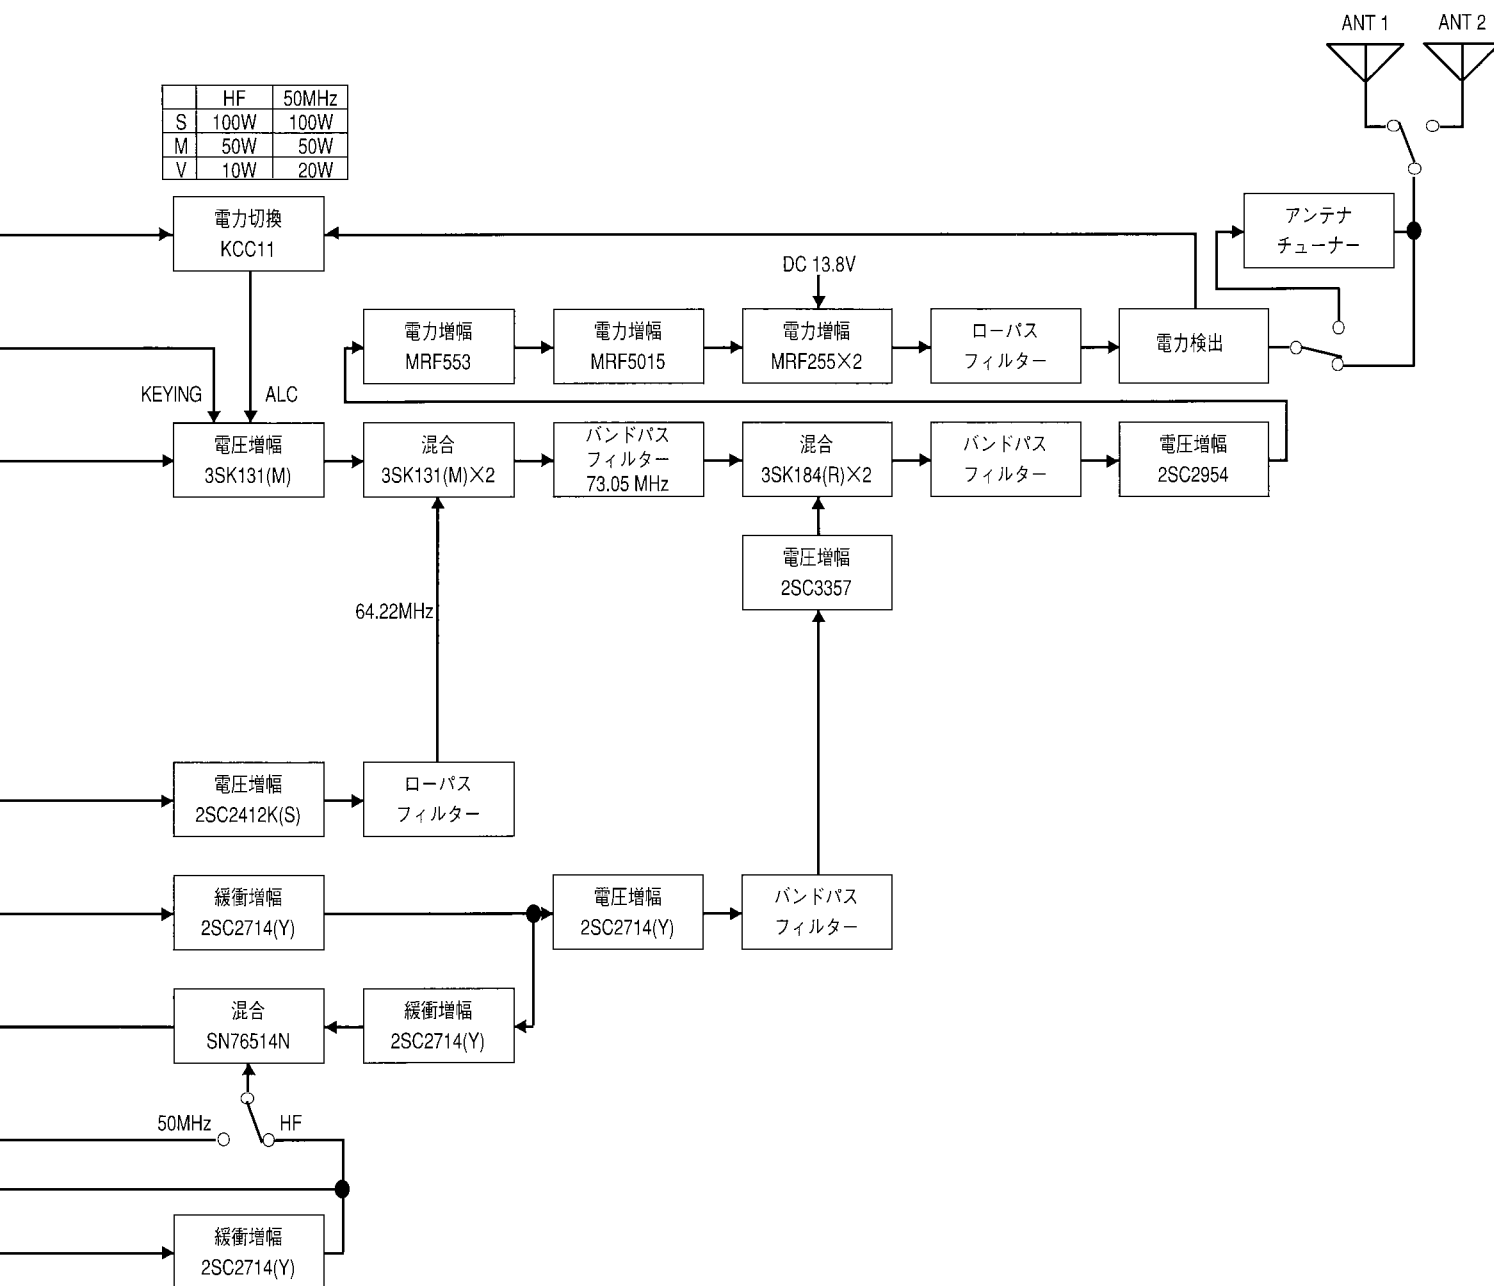 ANT 1 ANT 2
HF 50MHz
S 100W 100W
M 50W 50W
V 10W 20W
電力切換
KCC11
アンテナ
チューナー
DC 13.8V
電力増幅
MRF553
電力増幅
MRF5015
電力増幅
MRF255×2
ローパス
フィルター
電力検出
KEYING
ALC
電圧増幅
3SK131(M)
混合
3SK131(M)×2
バンドパス
フィルター
73.05 MHz
混合
3SK184(R)×2
バンドパス
フィルター
電圧増幅
2SC2954
電圧増幅
2SC3357
64.22MHz
電圧増幅
2SC2412K(S)
ローパス
フィルター
緩衝増幅
2SC2714(Y)
電圧増幅
2SC2714(Y)
バンドパス
フィルター
混合
SN76514N
緩衝増幅
2SC2714(Y)
50MHz
HF
緩衝増幅
2SC2714(Y)